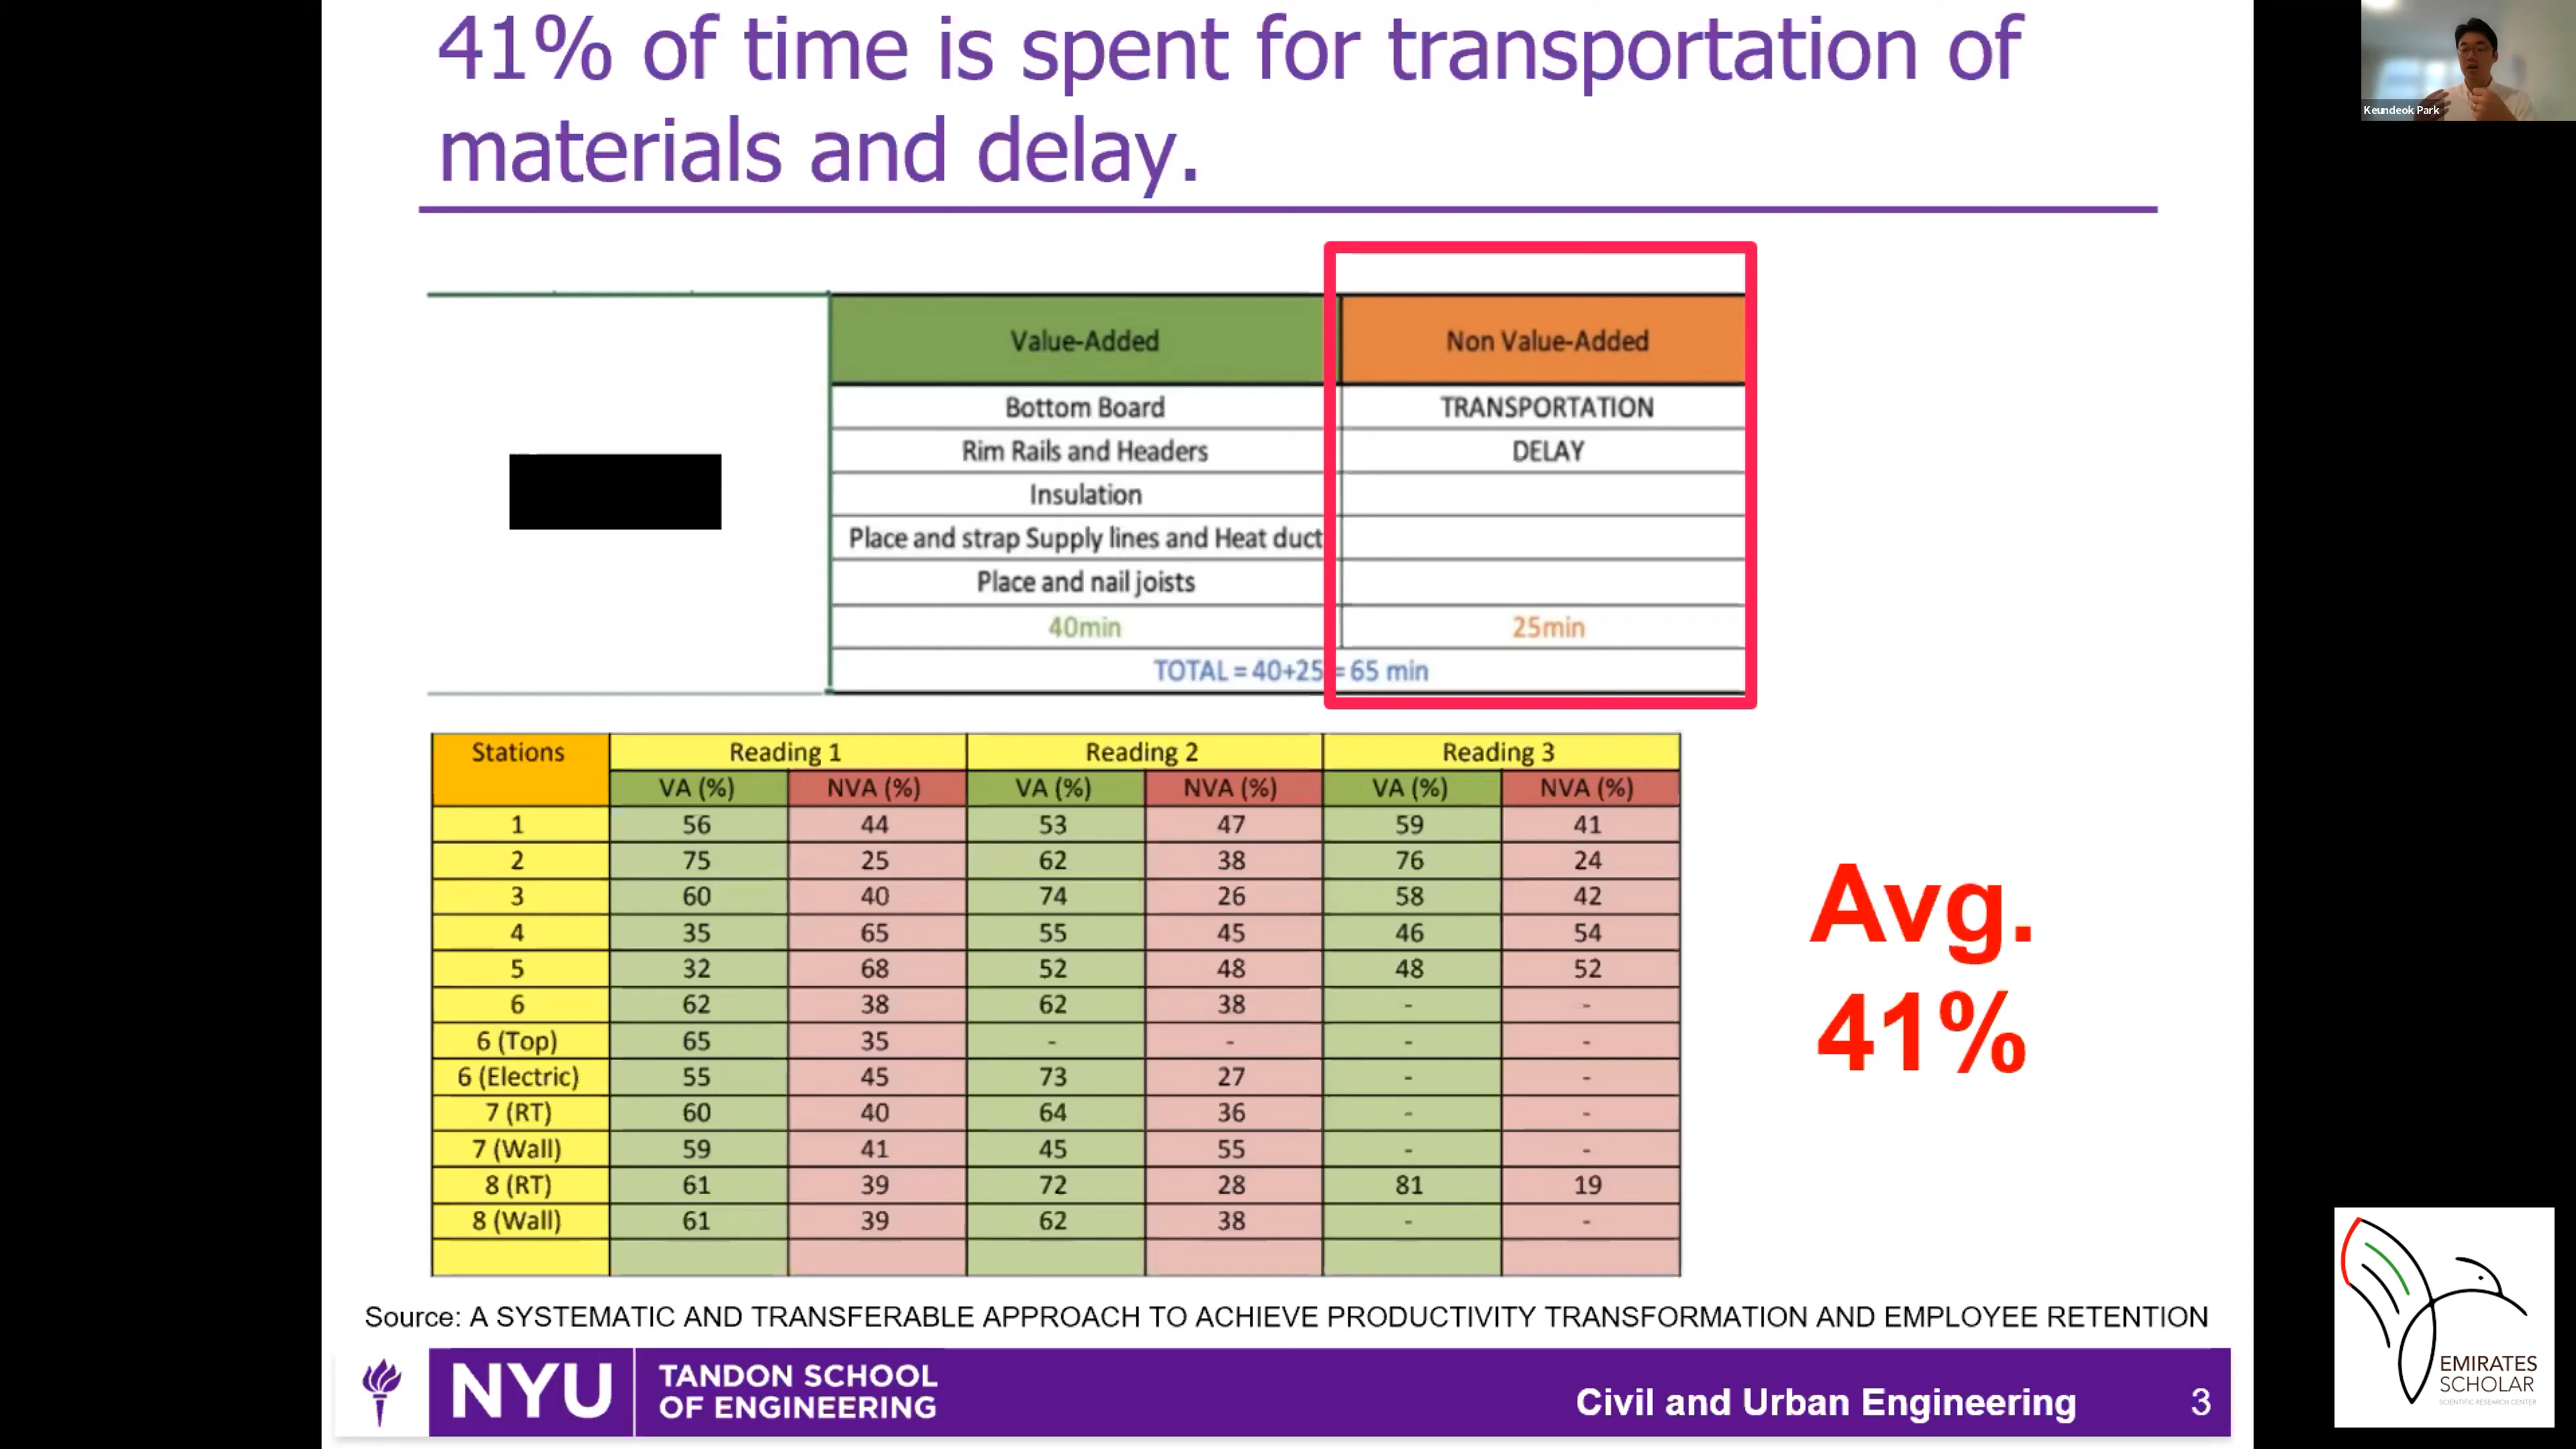 41% of time is spent for transportation of
materials and delay.
Keundeok Park
Value-Added Non Value-Added
Bottom Board TRANSPORTATION
Rim Rails and Headers DELAY
Insulation
Place and strap Supply lines and Heat duct
Place and nail joists
40min 25min
TOTAL = 40+25 = 65 min
Stations Reading 1 Reading 2 Reading 3
VA (%) NVA (%) VA (%) NVA (%) VA (%) NVA (%)
1 56 44 53 47 59 41
2 75 25 62 38 76 24
3 60 40 74 26 58 42
4 35 65 55 45 46 54
5 32 68 52 48 48 52
6 62 38 62 38 - -
6 (Top) 65 35 - - - -
6 (Electric) 55 45 73 27 - -
7 (RT) 60 40 64 36 - -
7 (Wall) 59 41 45 55 - -
8 (RT) 61 39 72 28 81 19
8 (Wall) 61 39 62 38 - -
Avg.
41%
Source: A SYSTEMATIC AND TRANSFERABLE APPROACH TO ACHIEVE PRODUCTIVITY TRANSFORMATION AND EMPLOYEE RETENTION
NYU
TANDON SCHOOL
OF ENGINEERING
Civil and Urban Engineering 3
EMIRATES
SCHOLAR
SCIENTIFIC RESEARCH CENTER